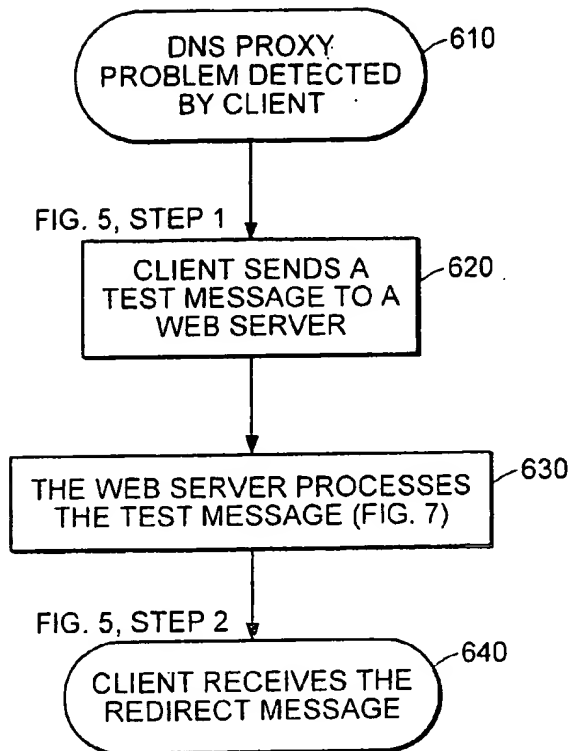 DNS PROXY
PROBLEM DETECTED
BY CLIENT
610
FIG. 5, STEP 1
CLIENT SENDS A
TEST MESSAGE TO A
WEB SERVER
620
THE WEB SERVER PROCESSES
THE TEST MESSAGE (FIG. 7)
630
FIG. 5, STEP 2
CLIENT RECEIVES THE
REDIRECT MESSAGE
640